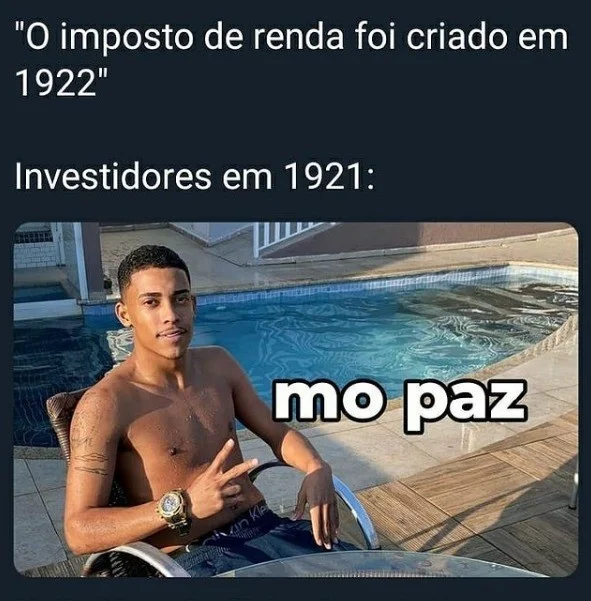 "O imposto de renda foi criado em
1922"
Investidores em 1921:
mo paz